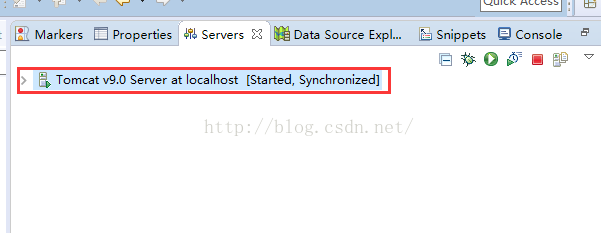 Quick Access
Markers Properties Servers Data Source Expl... Snippets Console
Tomcat v9.0 Server at localhost [Started, Synchronized]
http://blog.csdn.net/